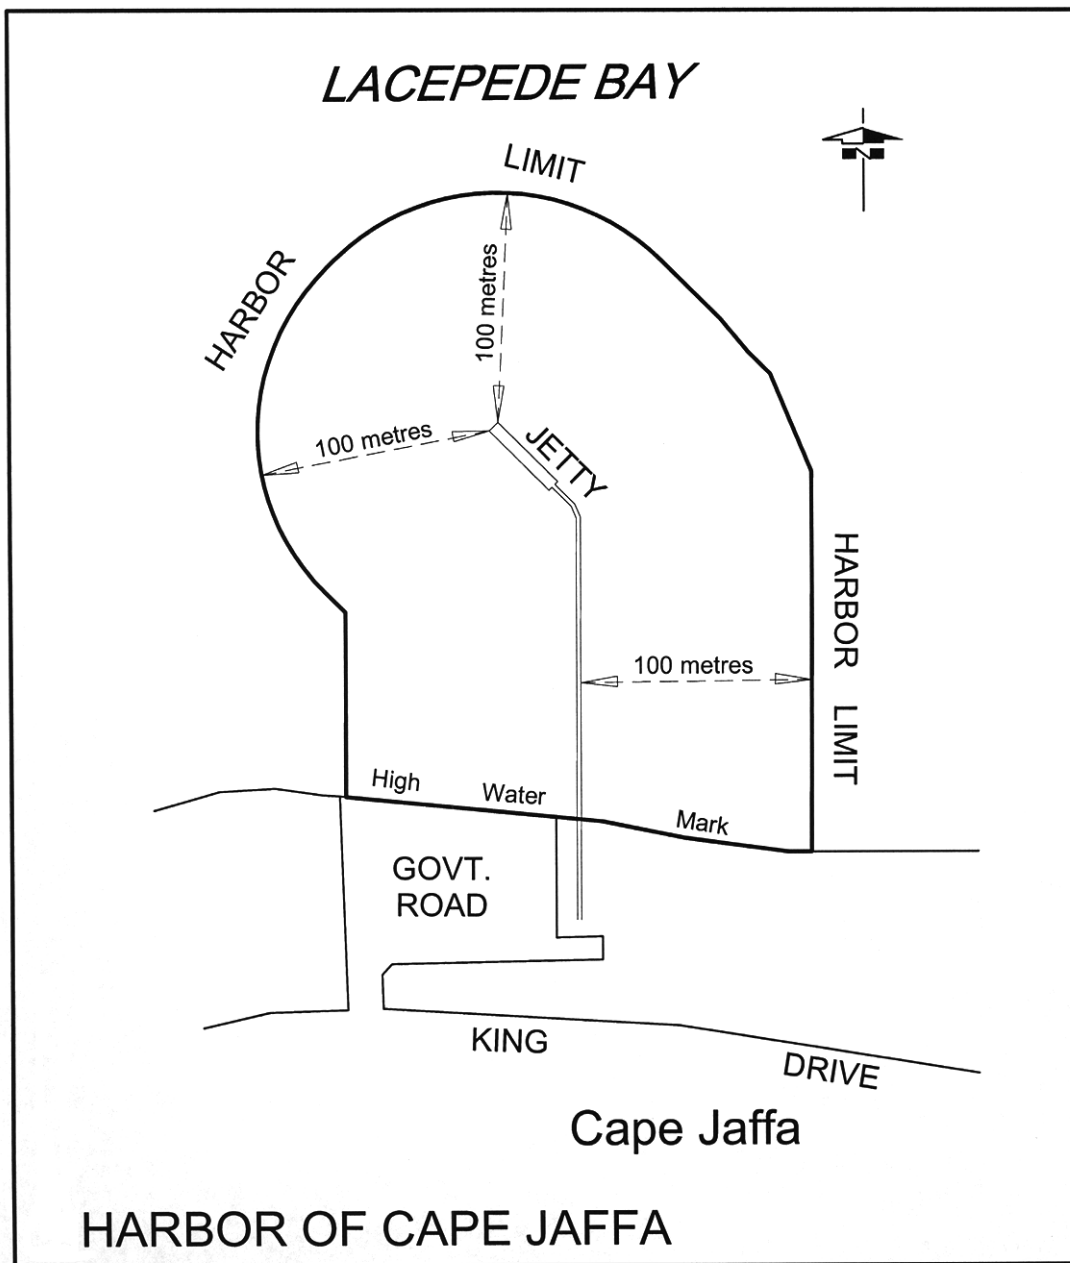 LACEPEDE BAY
N
LIMIT
HARBOR
100 metres
100 metres
JETTY
HARBOR LIMIT
100 metres
High Water Mark
GOVT.
ROAD
KING DRIVE
Cape Jaffa
HARBOR OF CAPE JAFFA